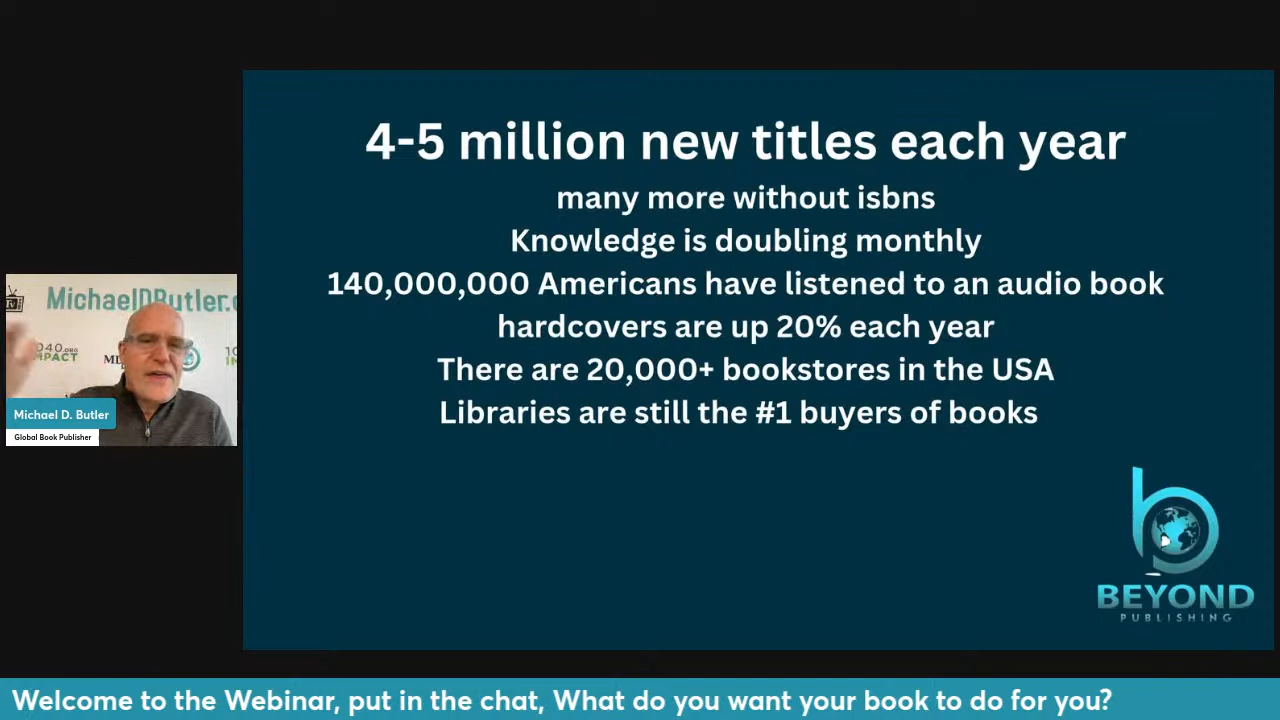 4-5 million new titles each year
many more without isbns
Knowledge is doubling monthly
140,000,000 Americans have listened to an audio book
hardcovers are up 20% each year
There are 20,000+ bookstores in the USA
Libraries are still the #1 buyers of books
MichaelDButler.c
IMPACT
Michael D. Butler
Global Book Publisher
BEYOND
PUBLISHING
Welcome to the Webinar, put in the chat, What do you want your book to do for you?